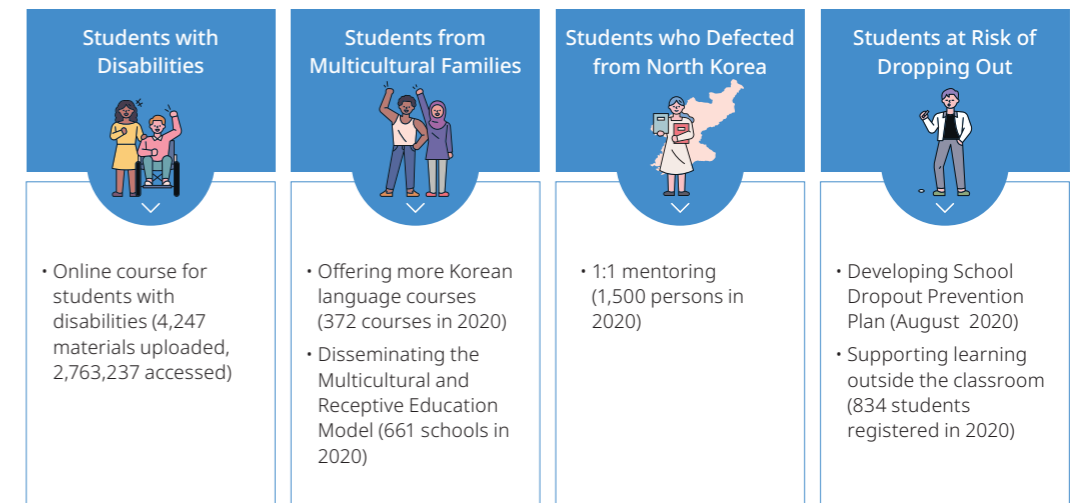 Students with
Disabilities
• Online course for
students with
disabilities (4,247
materials uploaded,
2,763,237 accessed)
Students from
Multicultural Families
• Offering more Korean
language courses
(372 courses in 2020)
• Disseminating the
Multicultural and
Receptive Education
Model (661 schools in
2020)
Students who Defected
from North Korea
• 1:1 mentoring
(1,500 persons in
2020)
Students at Risk of
Dropping Out
• Developing School
Dropout Prevention
Plan (August 2020)
• Supporting learning
outside the classroom
(834 students
registered in 2020)